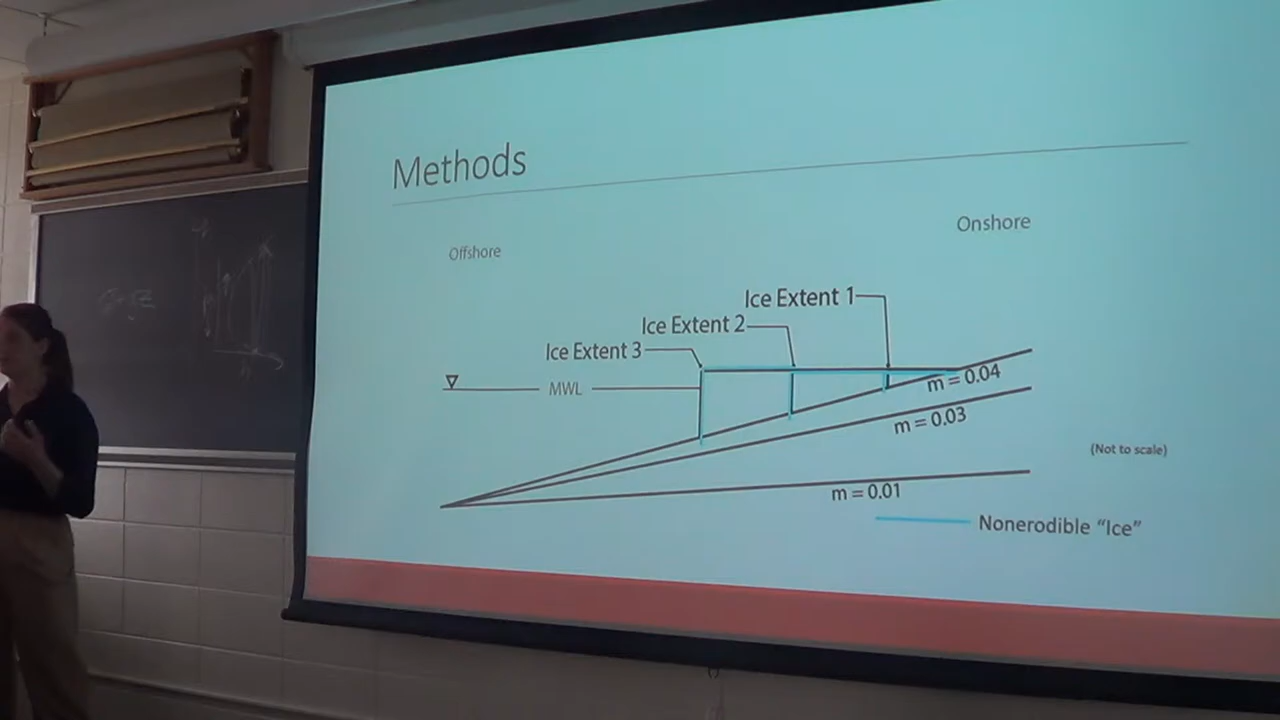 Methods
Offshore
Onshore
Ice Extent 1
Ice Extent 2
Ice Extent 3
MWL
m = 0.04
m = 0.03
(Not to scale)
m = 0.01
Nonerodible "Ice"